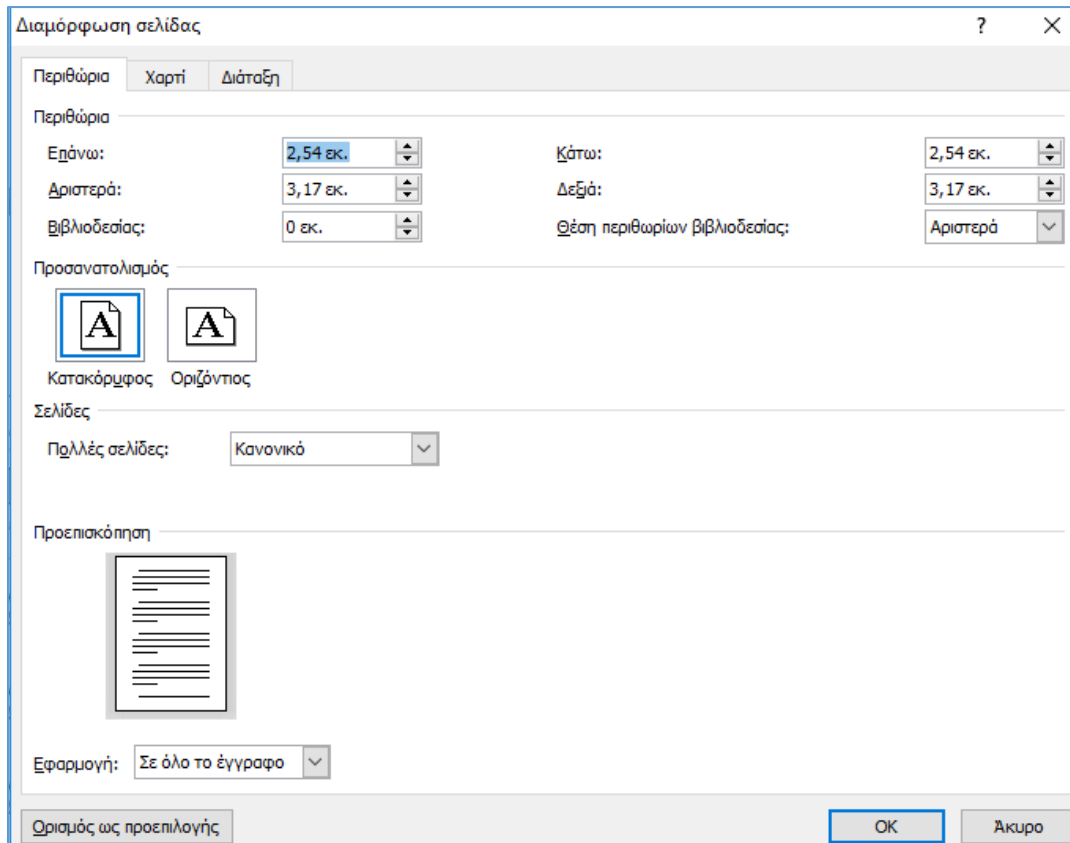 Διαμόρφωση σελίδας ?
Περιθώρια Χαρτί Διάταξη
Περιθώρια
Επάνω: 2,54 εκ. Κάτω: 2,54 εκ.
Αριστερά: 3,17 εκ. Δεξιά: 3,17 εκ.
Βιβλιοδεσίας: 0 εκ. Θέση περιθωρίων βιβλιοδεσίας: Αριστερά
Προσανατολισμός
A A
Κατακόρυφος Οριζόντιος
Σελίδες
Πολλές σελίδες: Κανονικό
Προεπισκόπηση
Εφαρμογή: Σε όλο το έγγραφο
Ορισμός ως προεπιλογής OK Άκυρο